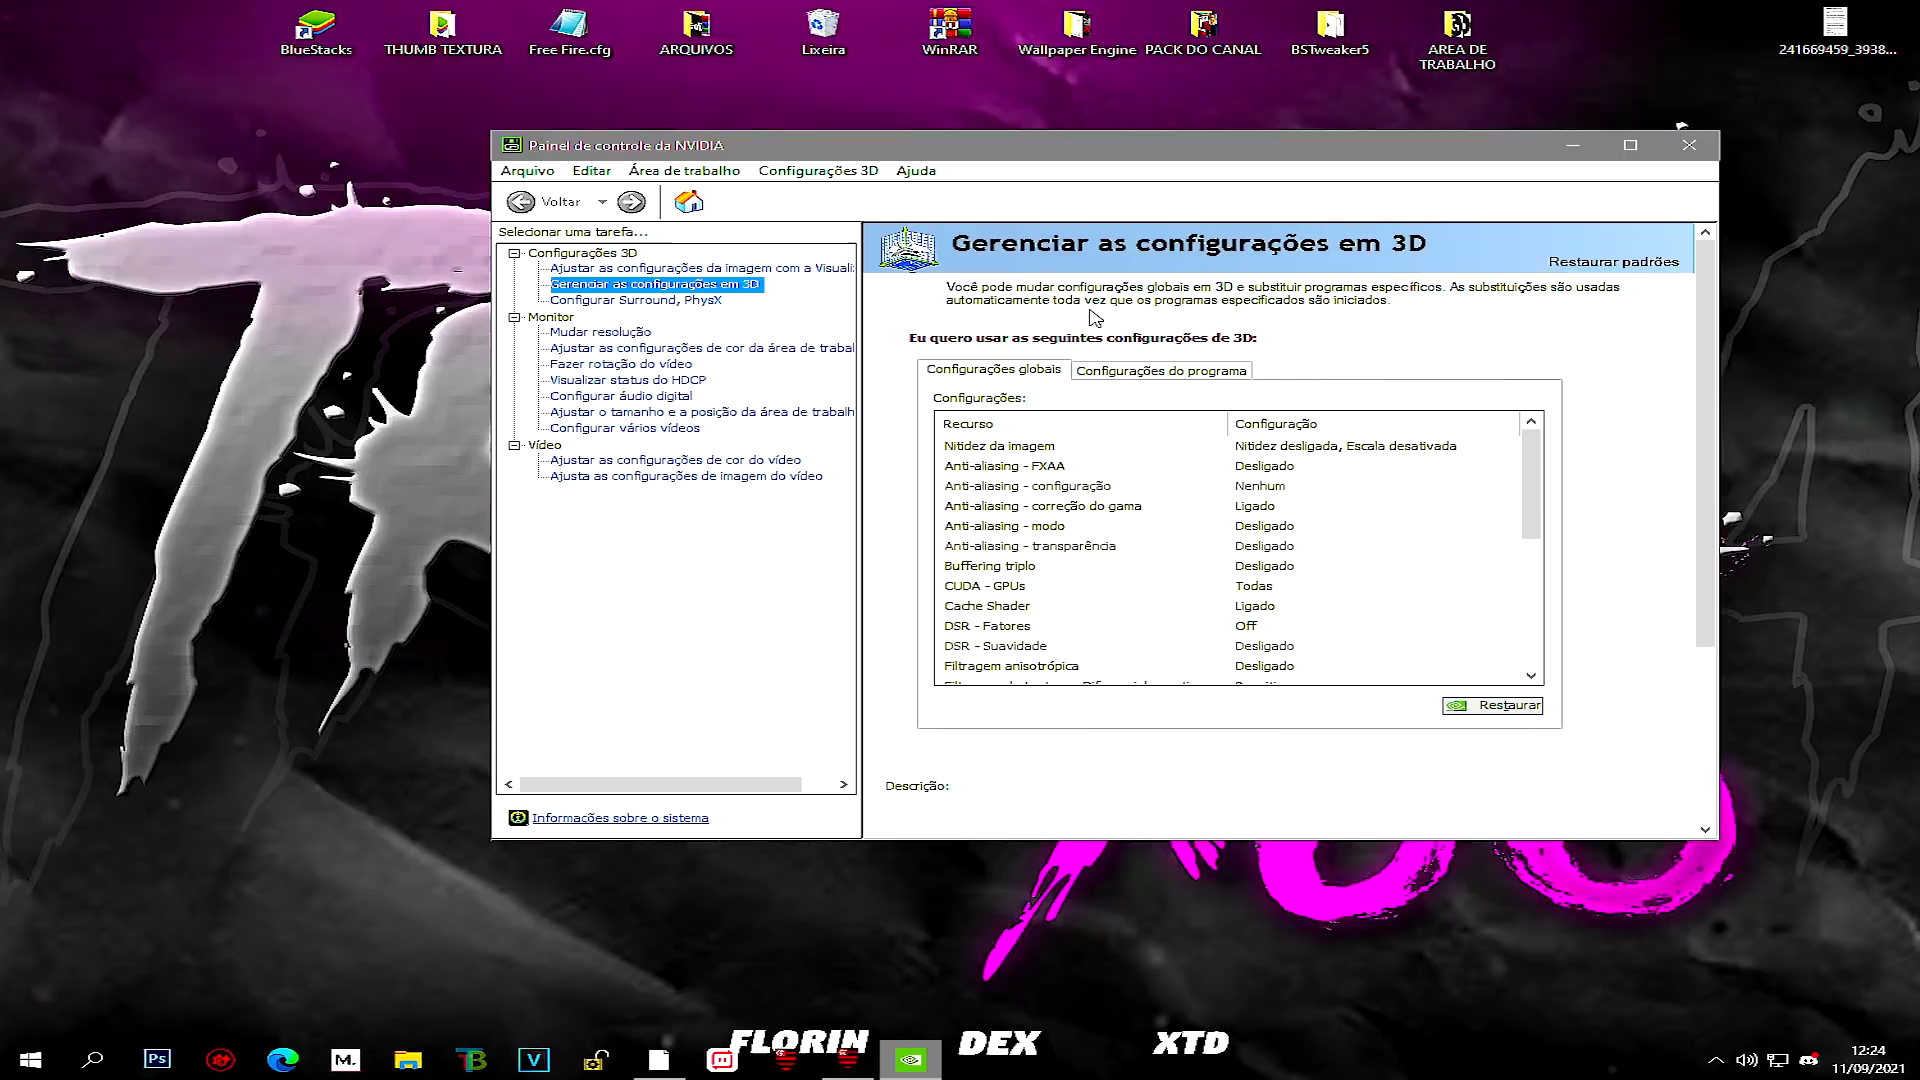 BlueStacks
THUMB TEXTURA
Free Fire.cfg
ARQUIVOS
Lixeira
WinRAR
Wallpaper Engine
PACK DO CANAL
BSTweaker5
AREA DE
TRABALHO
241669459_3938...
Painel de controle da NVIDIA
Arquivo Editar Área de trabalho Configurações 3D Ajuda
Voltar
Selecionar uma tarefa...
Configurações 3D
Ajustar as configurações da imagem com a Visuali
Gerenciar as configurações em 3D
Configurar Surround, PhysX
Monitor
Mudar resolução
Ajustar as configurações de cor da área de trabal
Fazer rotação do vídeo
Visualizar status do HDCP
Configurar áudio digital
Ajustar o tamanho e a posição da área de trabalh
Configurar vários vídeos
Vídeo
Ajustar as configurações de cor do vídeo
Ajusta as configurações de imagem do vídeo
Informações sobre o sistema
Gerenciar as configurações em 3D
Restaurar padrões
Você pode mudar configurações globais em 3D e substituir programas específicos. As substituições são usadas
automaticamente toda vez que os programas especificados são iniciados.
Eu quero usar as seguintes configurações de 3D:
Configurações globais Configurações do programa
Configurações:
Recurso Configuração
Nitidez da imagem Nitidez desligada, Escala desativada
Anti-aliasing - FXAA Desligado
Anti-aliasing - configuração Nenhum
Anti-aliasing - correção do gama Ligado
Anti-aliasing - modo Desligado
Anti-aliasing - transparência Desligado
Buffering triplo Desligado
CUDA - GPUs Todas
Cache Shader Ligado
DSR - Fatores Off
DSR - Suavidade Desligado
Filtragem anisotrópica Desligado
Restaurar
Descrição:
FLORIN DEX XTD
Ps
M.
TB
V
12:24
11/09/2021